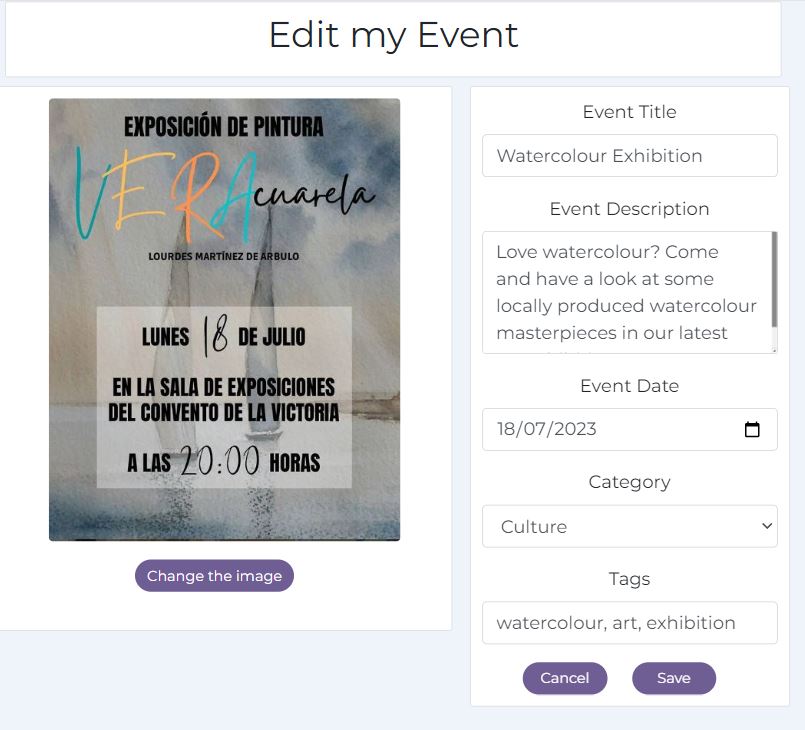 Edit my Event
EXPOSICIÓN DE PINTURA
VERAcuarela
LOURDES MARTÍNEZ DE ARBULO
LUNES 18 DE JULIO
EN LA SALA DE EXPOSICIONES
DEL CONVENTO DE LA VICTORIA
A LAS 20:00 HORAS
Change the image
Event Title
Watercolour Exhibition
Event Description
Love watercolour? Come
and have a look at some
locally produced watercolour
masterpieces in our latest
Event Date
18/07/2023
Category
Culture
Tags
watercolour, art, exhibition
Cancel Save